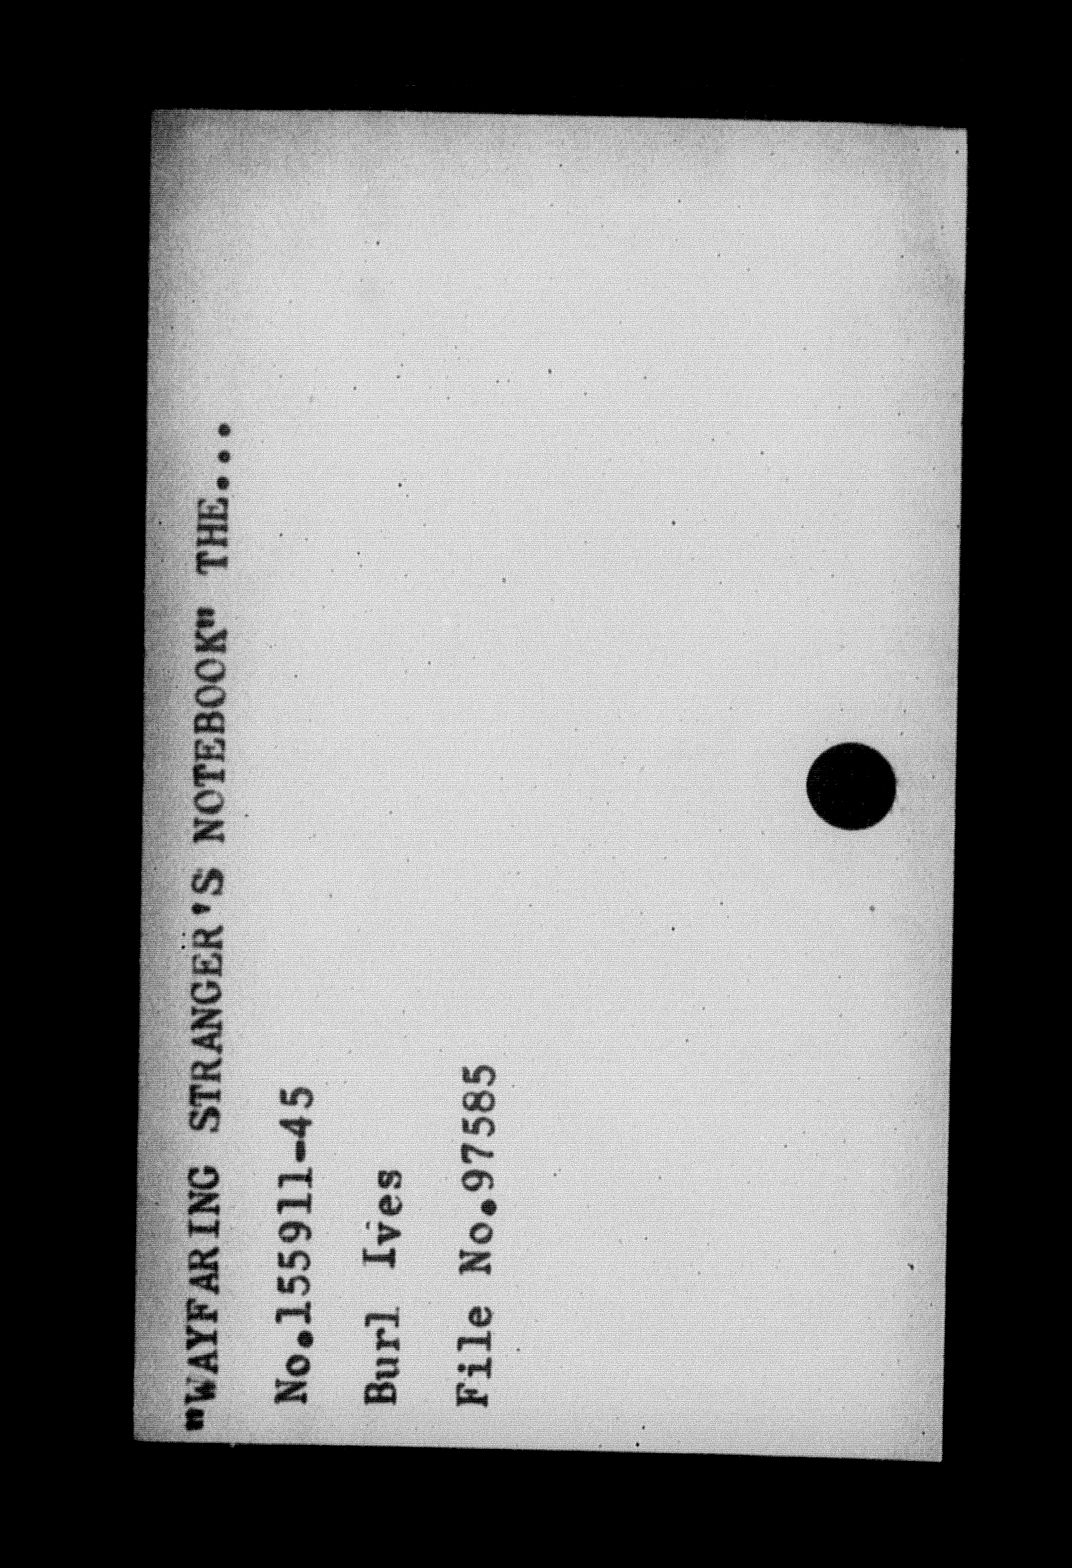 "WAYFARING STRANGER'S NOTEBOOK" THE...
No.155911-45
Burl Ives
File No.97585